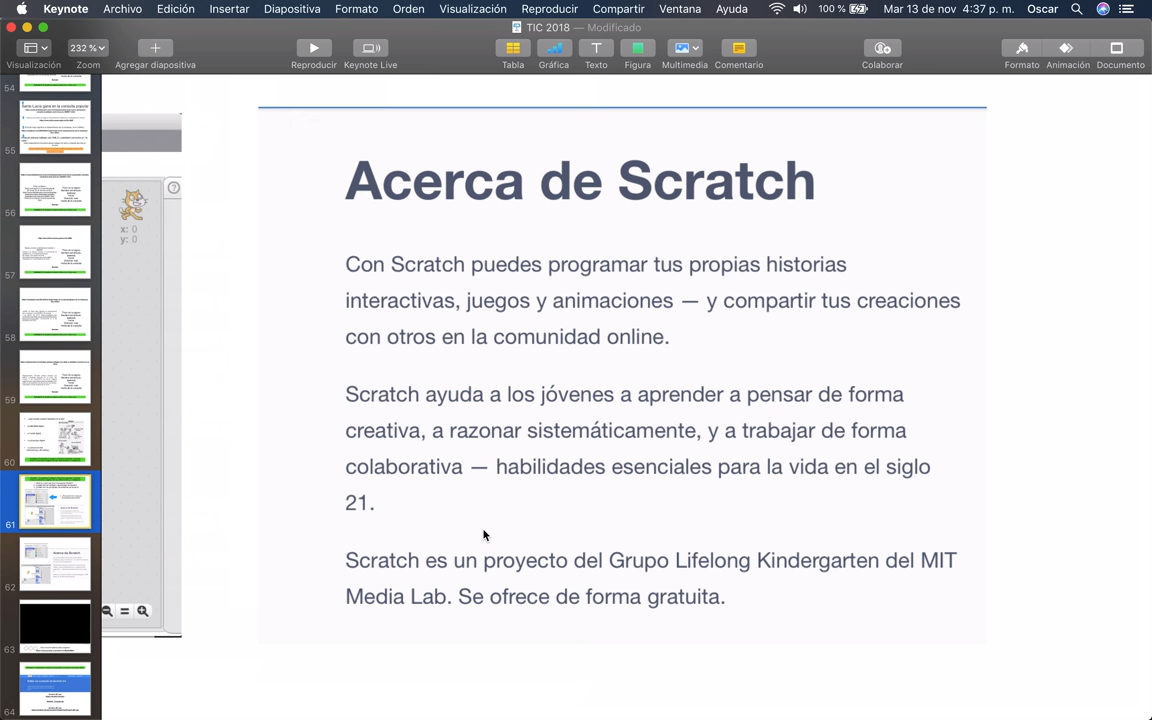 Keynote Archivo Edición Insertar Diapositiva Formato Orden Visualización Reproducir Compartir Ventana Ayuda 100 % Mar 13 de nov 4:37 p. m. Oscar
TIC 2018 — Modificado
232 %
Visualización Zoom Agregar diapositiva Reproducir Keynote Live Tabla Gráfica Texto Figura Multimedia Comentario Colaborar Formato Animación Documento
54
55
56
57
58
59
60
61
62
63
64
?
x: 0
y: 0
Acerca de Scratch
Con Scratch puedes programar tus propias historias
interactivas, juegos y animaciones — y compartir tus creaciones
con otros en la comunidad online.
Scratch ayuda a los jóvenes a aprender a pensar de forma
creativa, a razonar sistemáticamente, y a trabajar de forma
colaborativa — habilidades esenciales para la vida en el siglo
21.
Scratch es un proyecto del Grupo Lifelong Kindergarten del MIT
Media Lab. Se ofrece de forma gratuita.